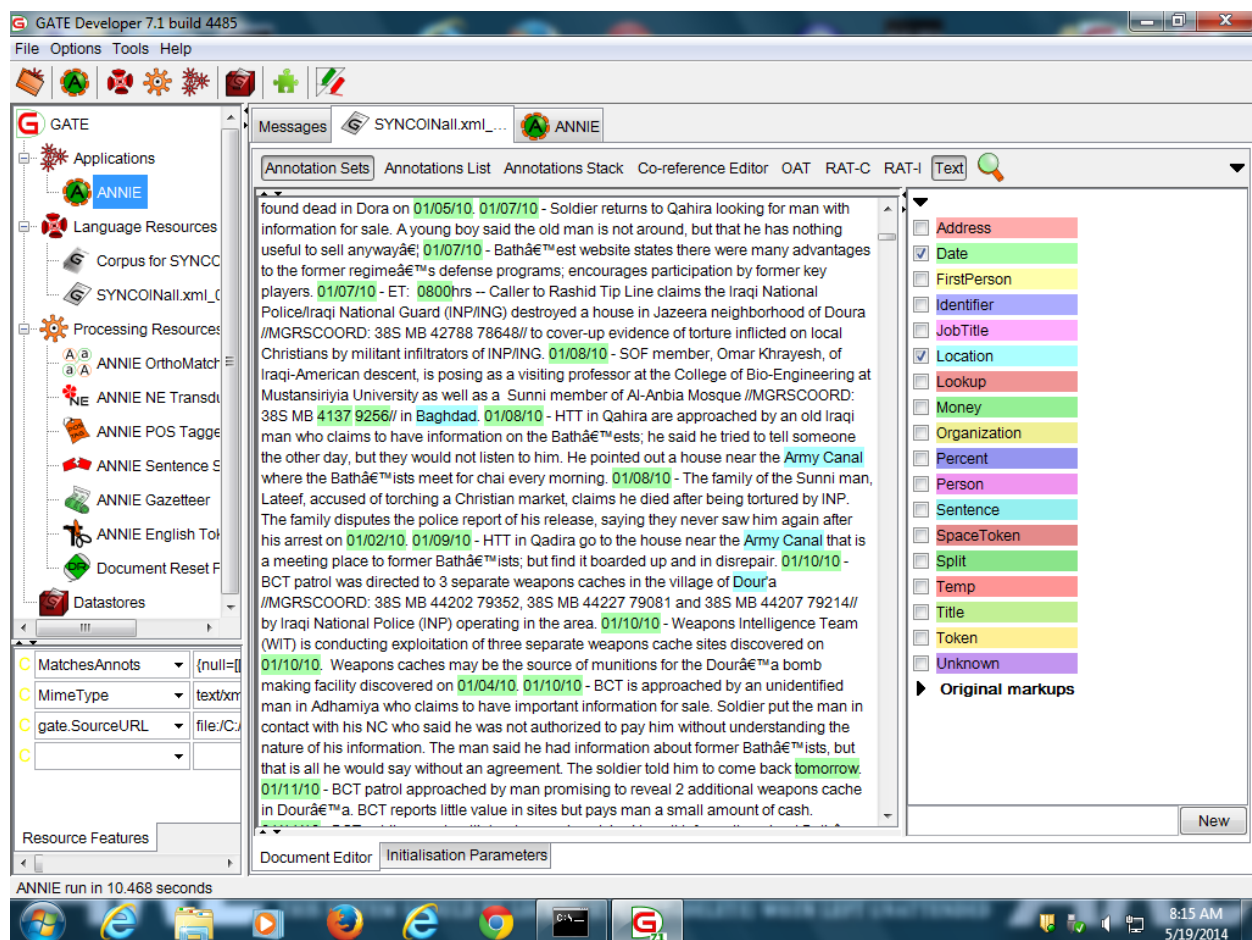 GATE Developer 7.1 build 4485
File Options Tools Help
GATE
Applications
ANNIE
Language Resources
Corpus for SYNCC
SYNCOINall.xml_0
Processing Resources
ANNIE OrthoMatch
ANNIE NE Transdu
ANNIE POS Tagge
ANNIE Sentence S
ANNIE Gazetteer
ANNIE English Tok
Document Reset F
Datastores
MatchesAnnots {null=[
MimeType text/xm
gate.SourceURL file:/C:/
Resource Features
Messages SYNCOINall.xml_... ANNIE
Annotation Sets Annotations List Annotations Stack Co-reference Editor OAT RAT-C RAT-I Text
found dead in Dora on 01/05/10. 01/07/10 - Soldier returns to Qahira looking for man with
information for sale. A young boy said the old man is not around, but that he has nothing
useful to sell anywayâ€¦ 01/07/10 - Bathâ€™est website states there were many advantages
to the former regimeâ€™s defense programs; encourages participation by former key
players. 01/07/10 - ET: 0800hrs -- Caller to Rashid Tip Line claims the Iraqi National
Police/Iraqi National Guard (INP/ING) destroyed a house in Jazeera neighborhood of Doura
//MGRSCOORD: 38S MB 42788 78648// to cover-up evidence of torture inflicted on local
Christians by militant infiltrators of INP/ING. 01/08/10 - SOF member, Omar Khrayesh, of
Iraqi-American descent, is posing as a visiting professor at the College of Bio-Engineering at
Mustansiriyia University as well as a Sunni member of Al-Anbia Mosque //MGRSCOORD:
38S MB 4137 9256// in Baghdad. 01/08/10 - HTT in Qahira are approached by an old Iraqi
man who claims to have information on the Bathâ€™ests; he said he tried to tell someone
the other day, but they would not listen to him. He pointed out a house near the Army Canal
where the Bathâ€™ists meet for chai every morning. 01/08/10 - The family of the Sunni man,
Lateef, accused of torching a Christian market, claims he died after being tortured by INP.
The family disputes the police report of his release, saying they never saw him again after
his arrest on 01/02/10. 01/09/10 - HTT in Qadira go to the house near the Army Canal that is
a meeting place to former Bathâ€™ists; but find it boarded up and in disrepair. 01/10/10 -
BCT patrol was directed to 3 separate weapons caches in the village of Dour'a
//MGRSCOORD: 38S MB 44202 79352, 38S MB 44227 79081 and 38S MB 44207 79214//
by Iraqi National Police (INP) operating in the area. 01/10/10 - Weapons Intelligence Team
(WIT) is conducting exploitation of three separate weapons cache sites discovered on
01/10/10. Weapons caches may be the source of munitions for the Dourâ€™a bomb
making facility discovered on 01/04/10. 01/10/10 - BCT is approached by an unidentified
man in Adhamiya who claims to have important information for sale. Soldier put the man in
contact with his NC who said he was not authorized to pay him without understanding the
nature of his information. The man said he had information about former Bathâ€™ists, but
that is all he would say without an agreement. The soldier told him to come back tomorrow.
01/11/10 - BCT patrol approached by man promising to reveal 2 additional weapons cache
in Dourâ€™a. BCT reports little value in sites but pays man a small amount of cash.
Address
Date
FirstPerson
Identifier
JobTitle
Location
Lookup
Money
Organization
Percent
Person
Sentence
SpaceToken
Split
Temp
Title
Token
Unknown
Original markups
New
Document Editor Initialisation Parameters
ANNIE run in 10.468 seconds
8:15 AM
5/19/2014